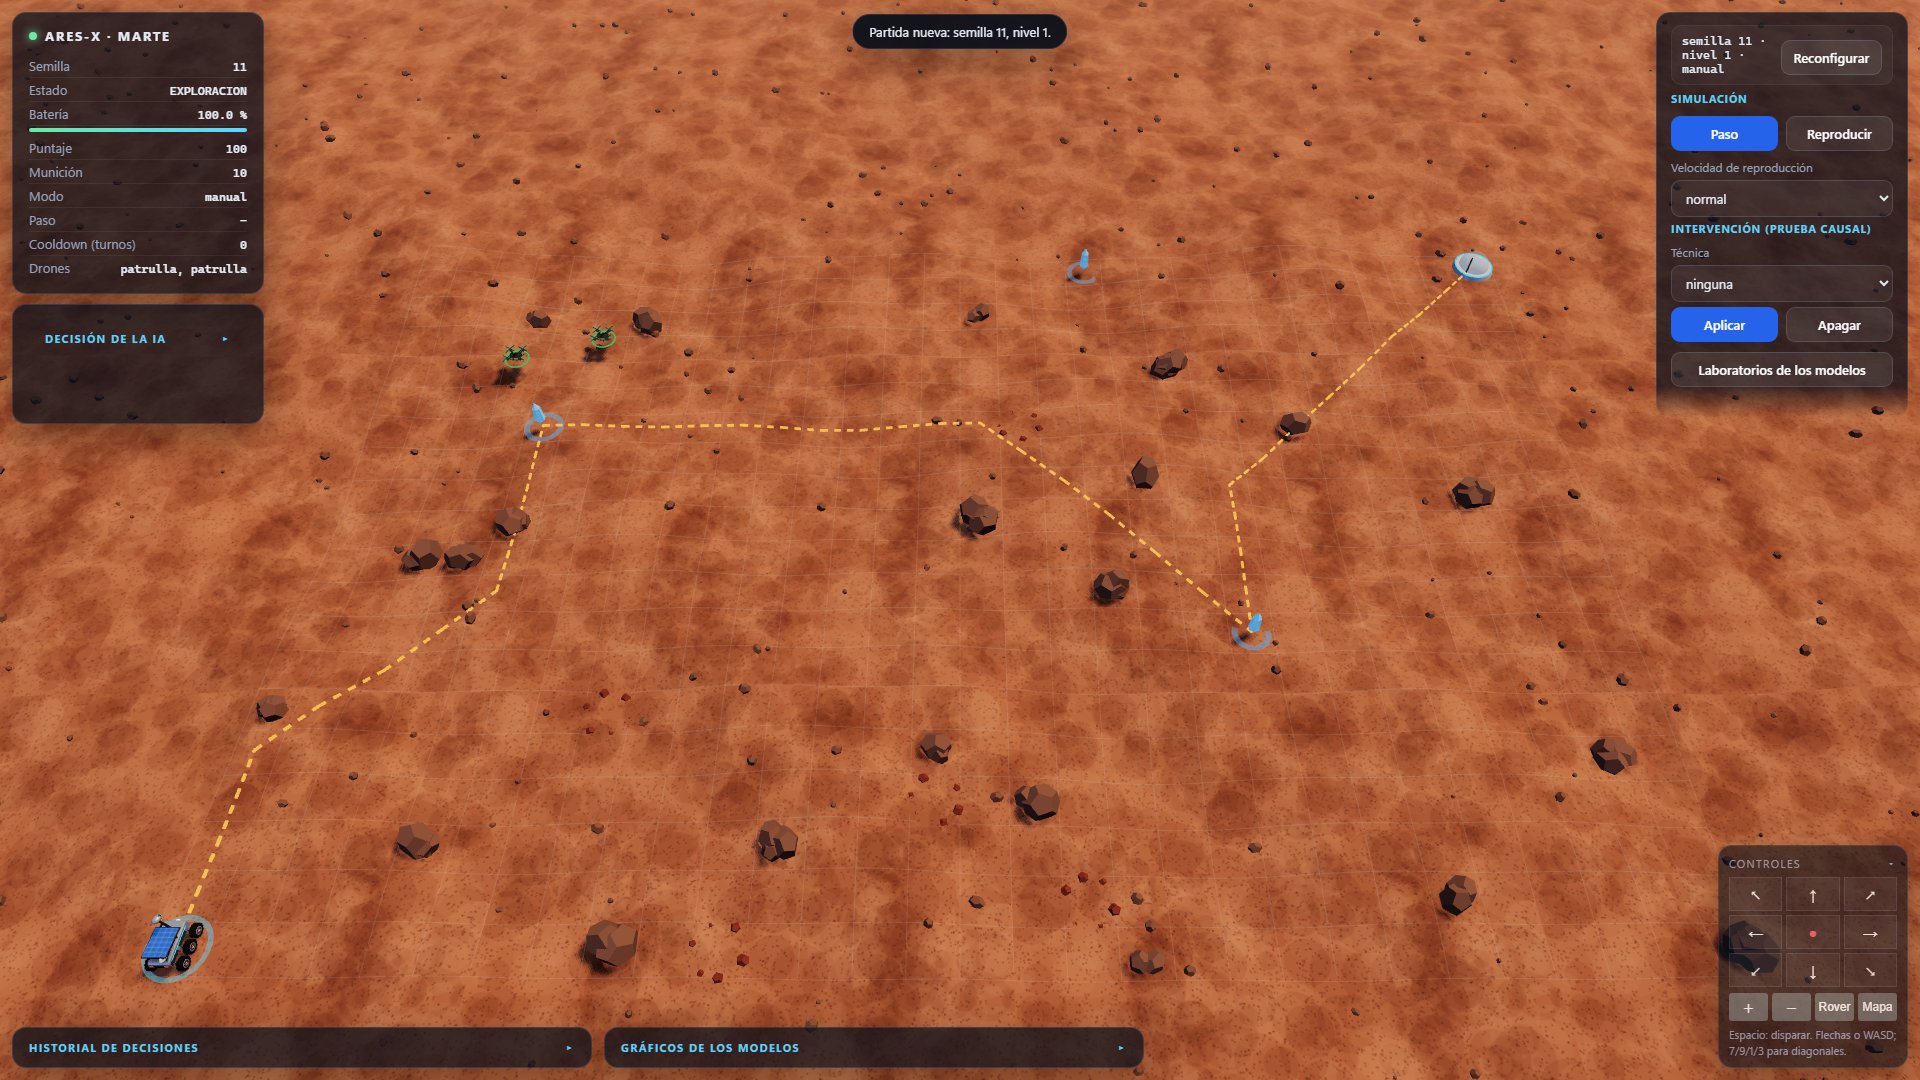 ARES-X · MARTE
Semilla 11
Estado EXPLORACION
Batería 100.0 %
Puntaje 100
Munición 10
Modo manual
Paso –
Cooldown (turnos) 0
Drones patrulla, patrulla
DECISIÓN DE LA IA
Partida nueva: semilla 11, nivel 1.
semilla 11 ·
nivel 1 ·
manual
Reconfigurar
SIMULACIÓN
Paso Reproducir
Velocidad de reproducción
normal
INTERVENCIÓN (PRUEBA CAUSAL)
Técnica
ninguna
Aplicar Apagar
Laboratorios de los modelos
CONTROLES
↖ ↑ ↗
← →
↙ ↓ ↘
+ − Rover Mapa
Espacio: disparar. Flechas o WASD;
7/9/1/3 para diagonales.
HISTORIAL DE DECISIONES
GRÁFICOS DE LOS MODELOS